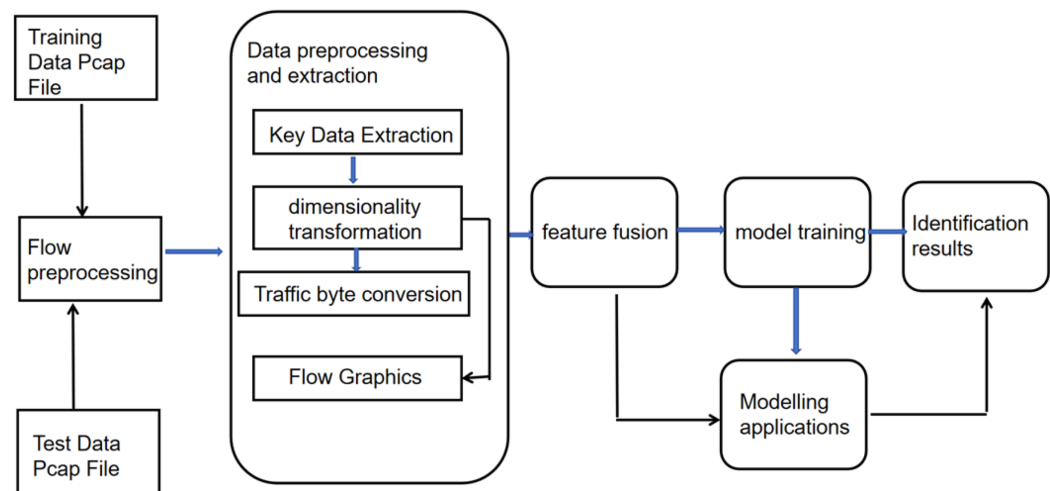 Training
Data Pcap
File
Flow
preprocessing
Test Data
Pcap File
Data preprocessing
and extraction
Key Data Extraction
dimensionality
transformation
Traffic byte conversion
Flow Graphics
feature fusion
model training
Identification
results
Modelling
applications